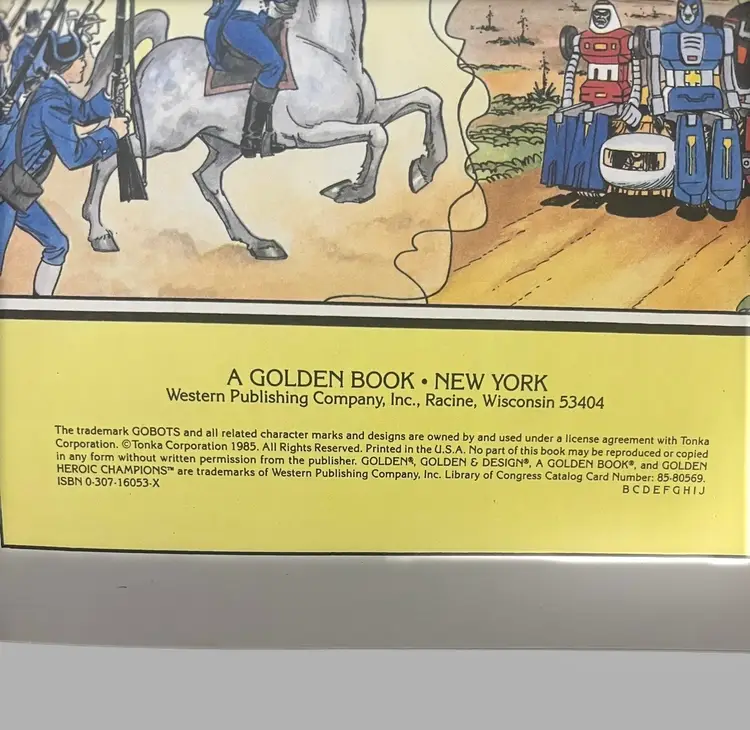 A GOLDEN BOOK • NEW YORK
Western Publishing Company, Inc., Racine, Wisconsin 53404
The trademark GOBOTS and all related character marks and designs are owned by and used under a license agreement with Tonka
Corporation. ©Tonka Corporation 1985. All Rights Reserved. Printed in the U.S.A. No part of this book may be reproduced or copied
in any form without written permission from the publisher. GOLDEN®, GOLDEN & DESIGN®, A GOLDEN BOOK®, and GOLDEN
HEROIC CHAMPIONS™ are trademarks of Western Publishing Company, Inc. Library of Congress Catalog Card Number: 85-80569.
ISBN 0-307-16053-X
B C D E F G H I J